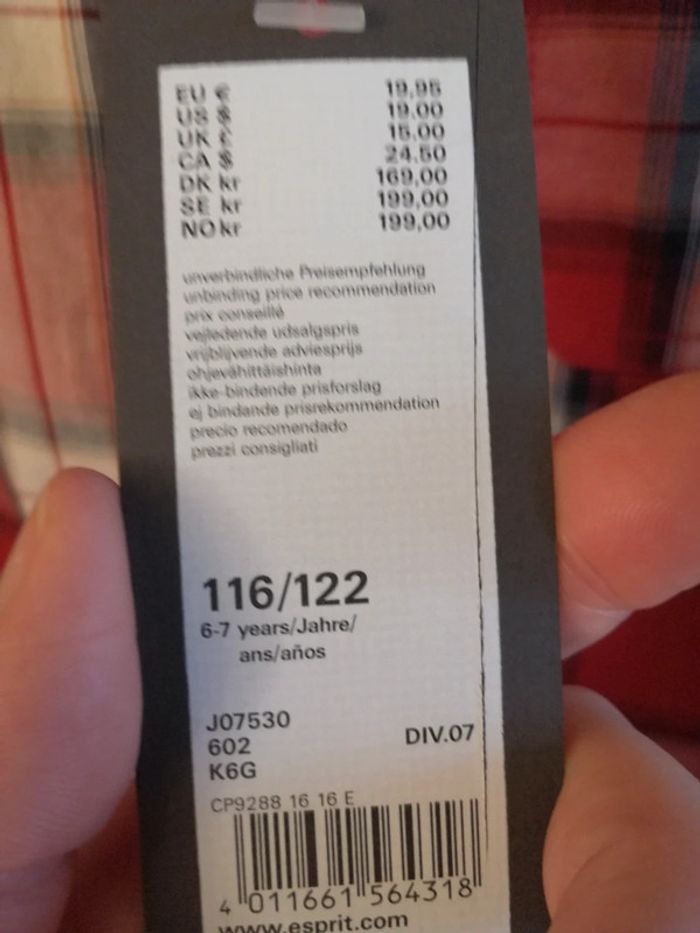 EU € 19,95
US $ 19.00
UK £ 15.00
CA $ 24.50
DK kr 169,00
SE kr 199,00
NO kr 199,00
unverbindliche Preisempfehlung
unbinding price recommendation
prix conseillé
vejledende udsalgspris
vrijblijvende adviesprijs
ohjevähittäishinta
ikke-bindende prisforslag
ej bindande prisrekommendation
precio recomendado
prezzi consigliati
116/122
6-7 years/Jahre/
ans/años
J07530
602 DIV.07
K6G
CP9288 16 16 E
4 011661 564318
www.esprit.com